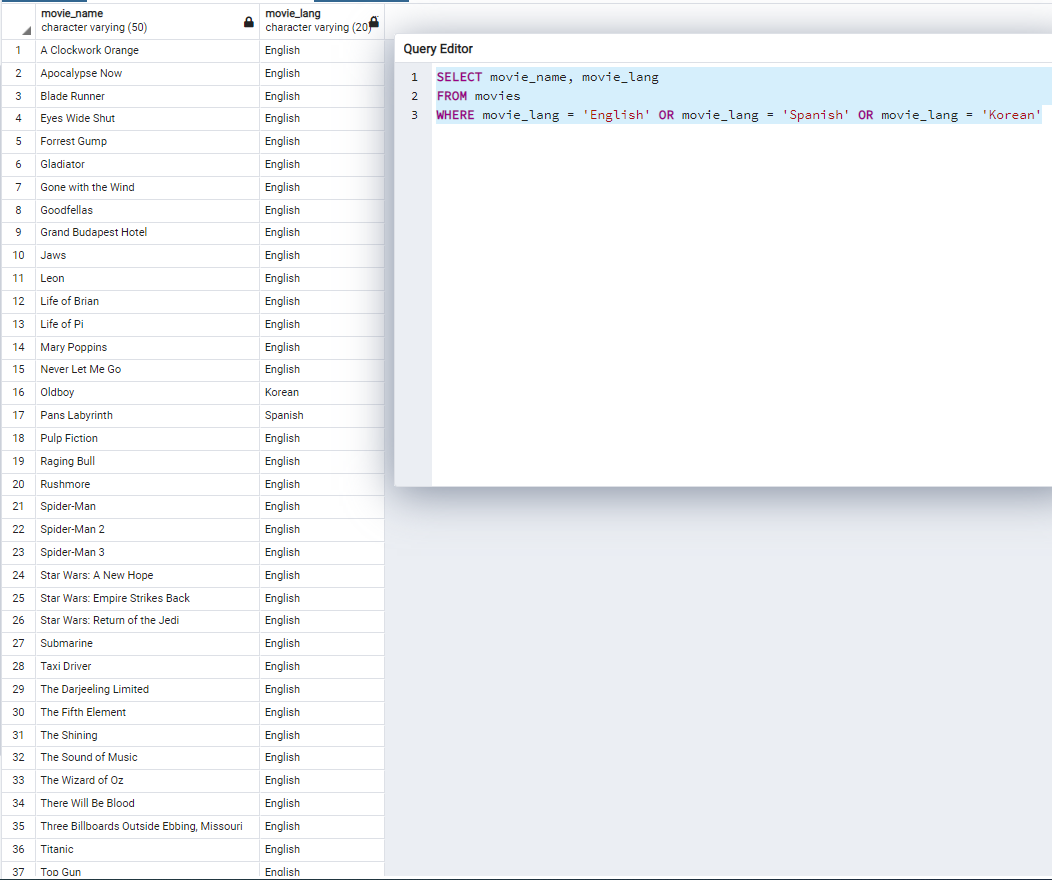 movie_name movie_lang
character varying (50) character varying (20)
1 A Clockwork Orange English
2 Apocalypse Now English
3 Blade Runner English
4 Eyes Wide Shut English
5 Forrest Gump English
6 Gladiator English
7 Gone with the Wind English
8 Goodfellas English
9 Grand Budapest Hotel English
10 Jaws English
11 Leon English
12 Life of Brian English
13 Life of Pi English
14 Mary Poppins English
15 Never Let Me Go English
16 Oldboy Korean
17 Pans Labyrinth Spanish
18 Pulp Fiction English
19 Raging Bull English
20 Rushmore English
21 Spider-Man English
22 Spider-Man 2 English
23 Spider-Man 3 English
24 Star Wars: A New Hope English
25 Star Wars: Empire Strikes Back English
26 Star Wars: Return of the Jedi English
27 Submarine English
28 Taxi Driver English
29 The Darjeeling Limited English
30 The Fifth Element English
31 The Shining English
32 The Sound of Music English
33 The Wizard of Oz English
34 There Will Be Blood English
35 Three Billboards Outside Ebbing, Missouri English
36 Titanic English
37 Top Gun English
Query Editor
1 SELECT movie_name, movie_lang
2 FROM movies
3 WHERE movie_lang = 'English' OR movie_lang = 'Spanish' OR movie_lang = 'Korean'